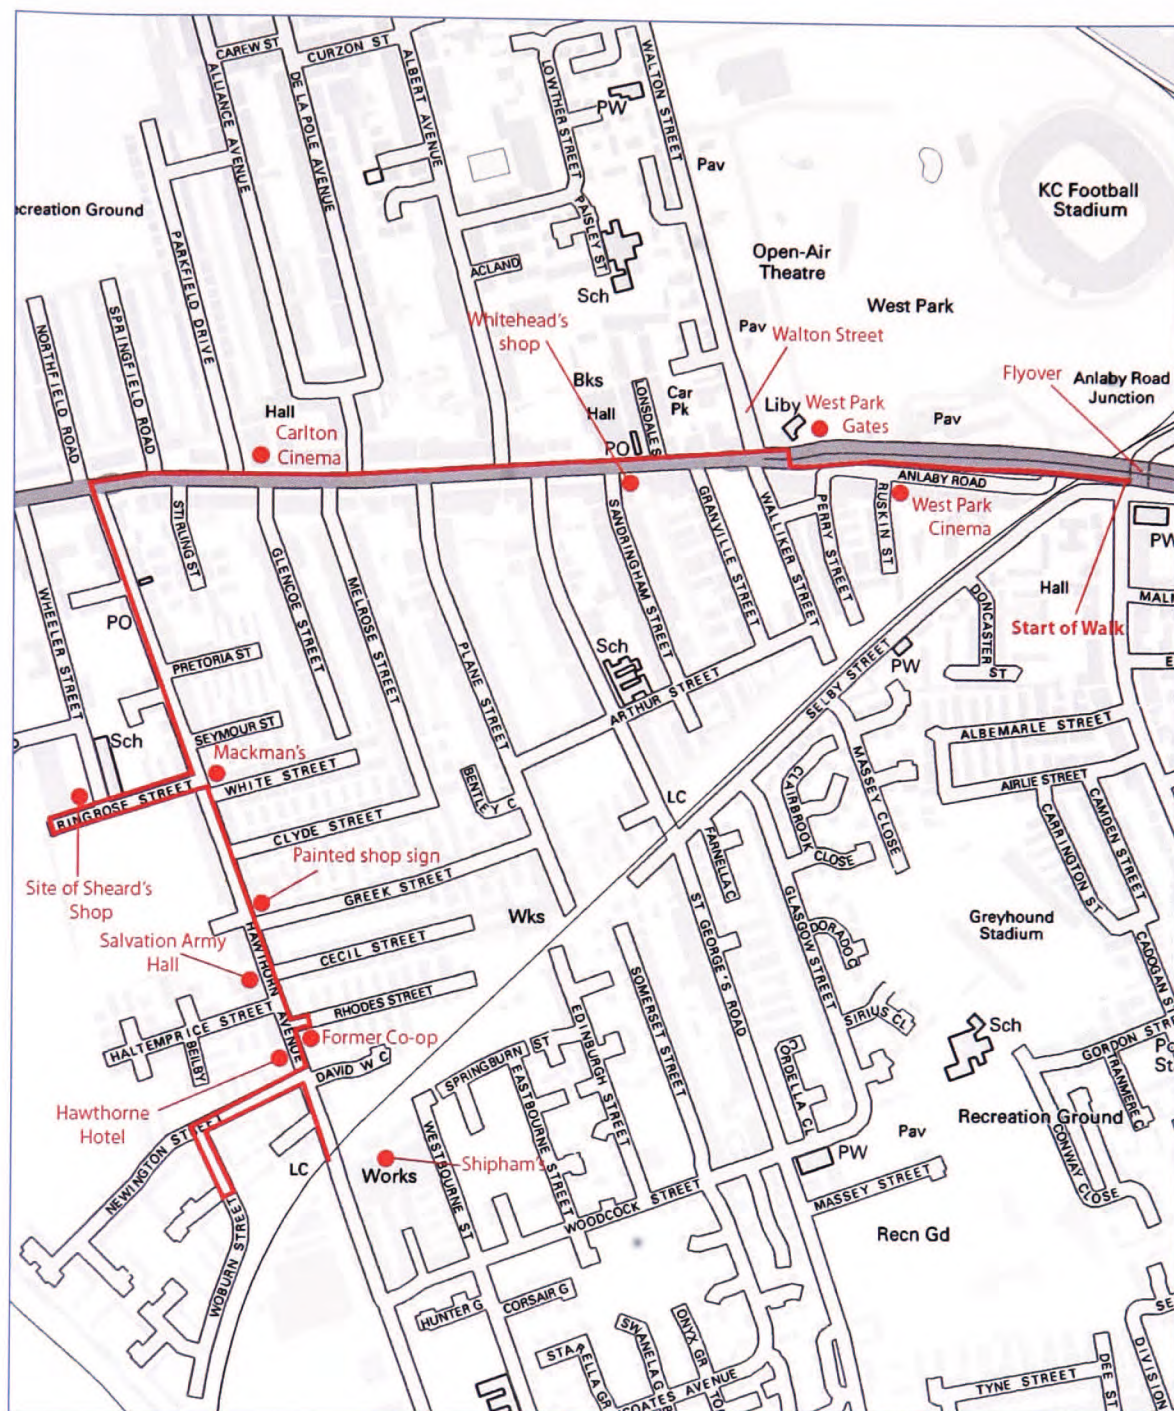 CAREW ST
CURZON ST
ALLIANCE AVENUE
DE LA POLE AVENUE
ALBERT AVENUE
LOWTHER STREET
WALTON STREET
PW
Pav
KC Football
Stadium
ecreation Ground
PARKFIELD DRIVE
PAISLEY ST
ACLAND
Sch
Open-Air
Theatre
West Park
NORTHFIELD ROAD
SPRINGFIELD ROAD
Whitehead's
shop
Pav
Walton Street
Flyover
Anlaby Road
Junction
Bks
Hall
LONSDALE S
Car
Pk
Liby
West Park
Gates
Pav
Hall
Carlton
Cinema
PO
ANLABY ROAD
West Park
Cinema
STIRLING ST
GLENCOE STREET
MELROSE STREET
SANDRINGHAM STREET
GRANVILLE STREET
WALLIKER STREET
PERRY STREET
RUSKIN ST
PW
WHEELER STREET
PO
PLANE STREET
Hall
Start of Walk
DONCASTER
ST
PRETORIA ST
Sch
ARTHUR STREET
SELBY STREET
PW
SEYMOUR ST
Sch
Mackman's
WHITE STREET
ALBEMARLE STREET
MASSEY CLOSE
AIRLIE STREET
RINGROSE STREET
BENTLEY C
LC
CLAIRBROOK
CLOSE
CARRINGTON ST
CAMDEN STREET
CLYDE STREET
FARNELLA C
Painted shop sign
Site of Sheard's
Shop
GREEK STREET
Wks
ST GEORGE'S ROAD
GLASGOW STREET
DORADO C
Greyhound
Stadium
CADOGAN S
Salvation Army
Hall
HAWTHORN
AVENUE
CECIL STREET
SOMERSET STREET
RHODES STREET
EDINBURGH STREET
SIRIUS CL
Sch
HALTEMPRICE STREET
BEILBY
Former Co-op
DAVID W C
SPRINGBURN ST
EASTBOURNE STREET
CORDELLA CL
GORDON STRE
TRANMERE C
Hawthorne
Hotel
NEWINGTON STREET
WESTBOURNE ST
Recreation Ground
CONWAY CLOSE
LC
Works
Shipham's
PW
Pav
MASSEY STREET
WOODCOCK STREET
WOBURN STREET
Recn Gd
HUNTER G
CORSAIR G
SWANELA G
ONYX GR
STA
ELLA GR
SCOATES AVENUE
TYNE STREET
DEE ST
DIVISION
SE